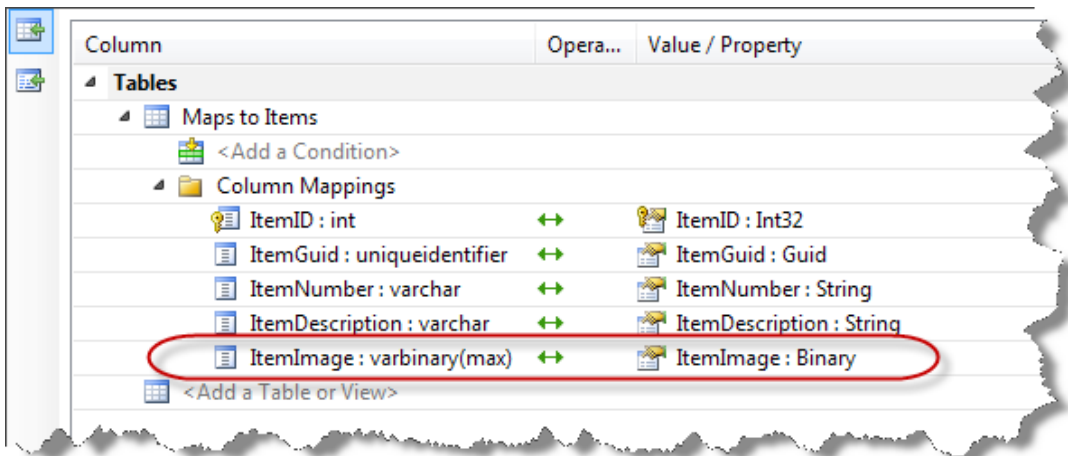 Column Opera... Value / Property
Tables
Maps to Items
<Add a Condition>
Column Mappings
ItemID : int ItemID : Int32
ItemGuid : uniqueidentifier ItemGuid : Guid
ItemNumber : varchar ItemNumber : String
ItemDescription : varchar ItemDescription : String
ItemImage : varbinary(max) ItemImage : Binary
<Add a Table or View>